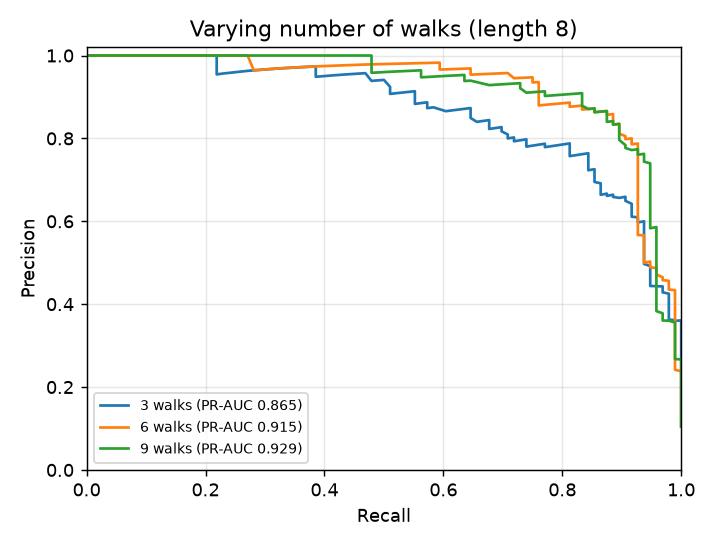 Varying number of walks (length 8)
1.0
0.8
0.6
0.4
0.2
0.0
Precision
3 walks (PR-AUC 0.865)
6 walks (PR-AUC 0.915)
9 walks (PR-AUC 0.929)
0.0 0.2 0.4 0.6 0.8 1.0
Recall